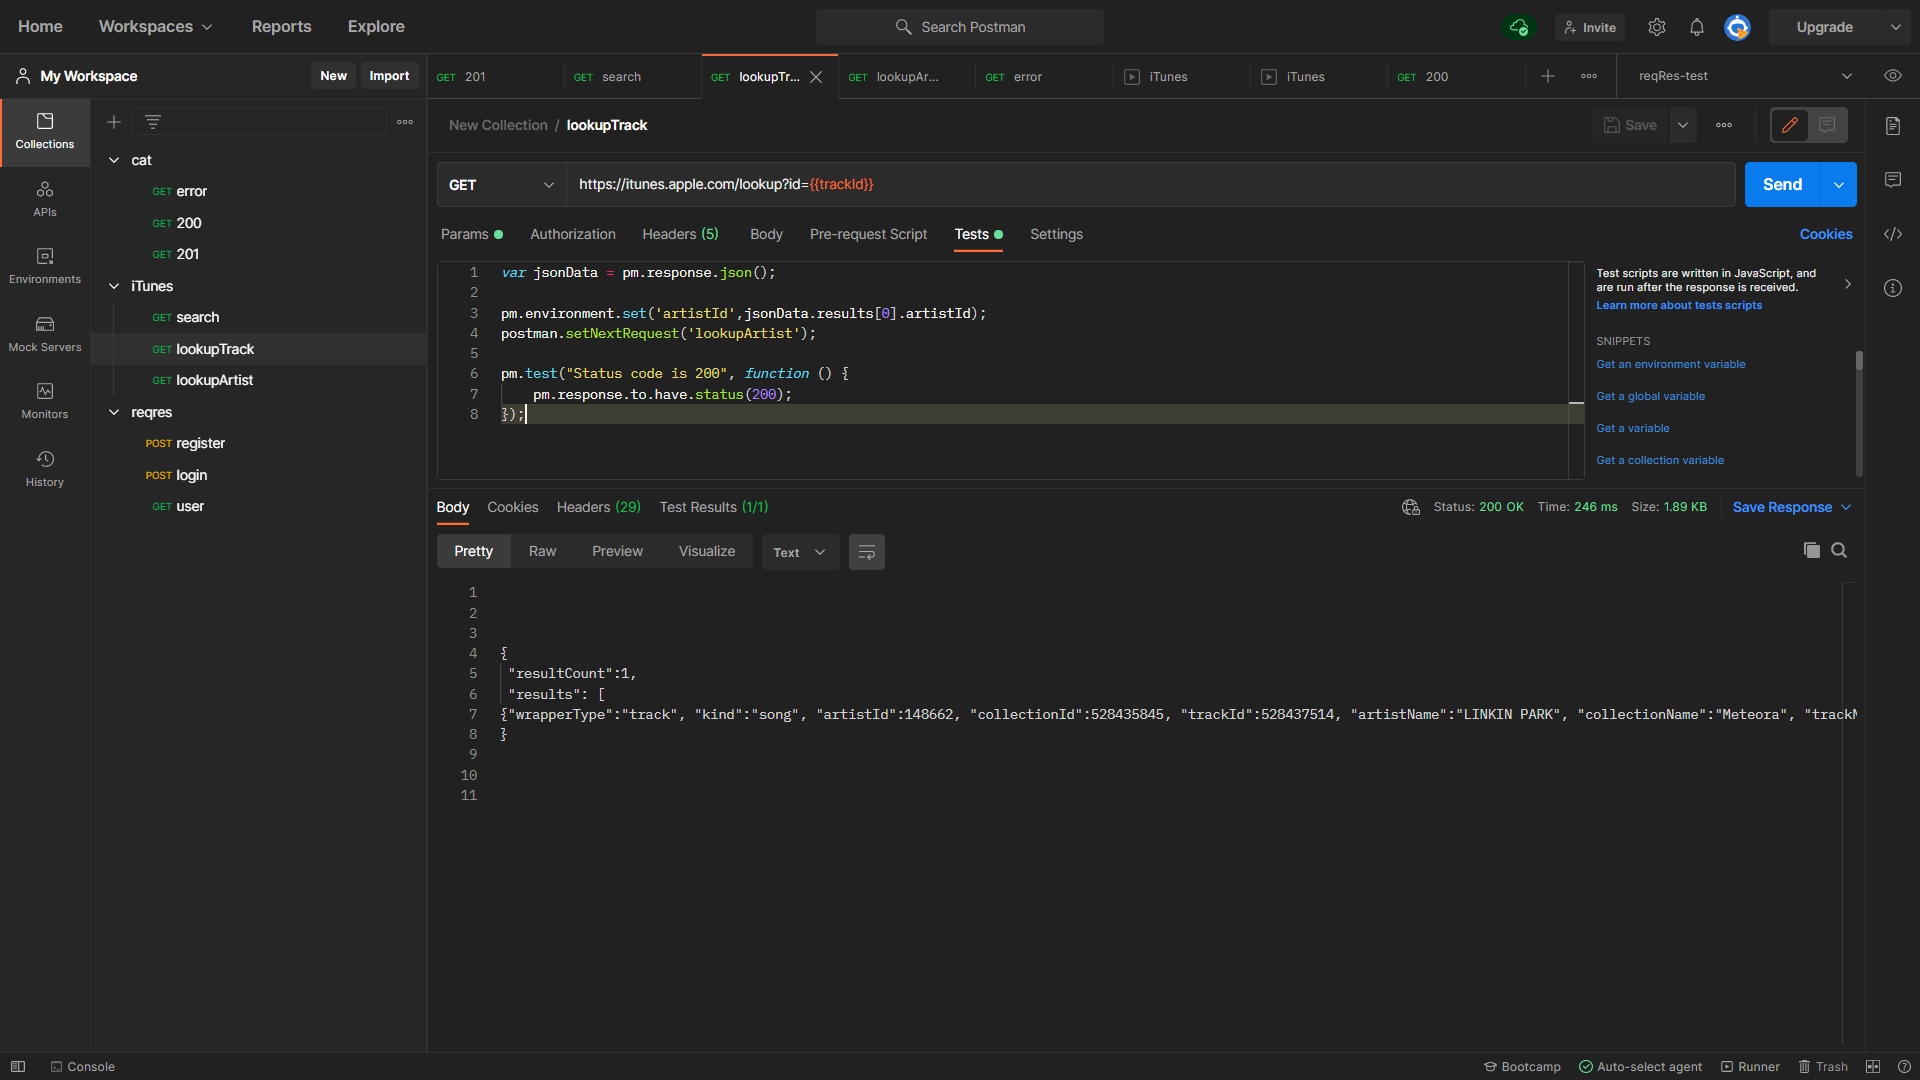 Home Workspaces Reports Explore Search Postman Invite Upgrade
My Workspace New Import
GET 201 GET search GET lookupTr... GET lookupAr... GET error iTunes iTunes GET 200 reqRes-test
Collections
APIs
Environments
Mock Servers
Monitors
History
cat
GET error
GET 200
GET 201
iTunes
GET search
GET lookupTrack
GET lookupArtist
reqres
POST register
POST login
GET user
New Collection / lookupTrack Save
GET https://itunes.apple.com/lookup?id={{trackId}} Send
Params Authorization Headers (5) Body Pre-request Script Tests Settings Cookies
1 var jsonData = pm.response.json();
2
3 pm.environment.set('artistId',jsonData.results[0].artistId);
4 postman.setNextRequest('lookupArtist');
5
6 pm.test("Status code is 200", function () {
7 pm.response.to.have.status(200);
8 });
Test scripts are written in JavaScript, and
are run after the response is received.
Learn more about tests scripts
SNIPPETS
Get an environment variable
Get a global variable
Get a variable
Get a collection variable
Body Cookies Headers (29) Test Results (1/1) Status: 200 OK Time: 246 ms Size: 1.89 KB Save Response
Pretty Raw Preview Visualize Text
1
2
3
4 {
5 "resultCount":1,
6 "results": [
7 {"wrapperType":"track", "kind":"song", "artistId":148662, "collectionId":528435845, "trackId":528437514, "artistName":"LINKIN PARK", "collectionName":"Meteora", "trackN
8 }
9
10
11
Console Bootcamp Auto-select agent Runner Trash